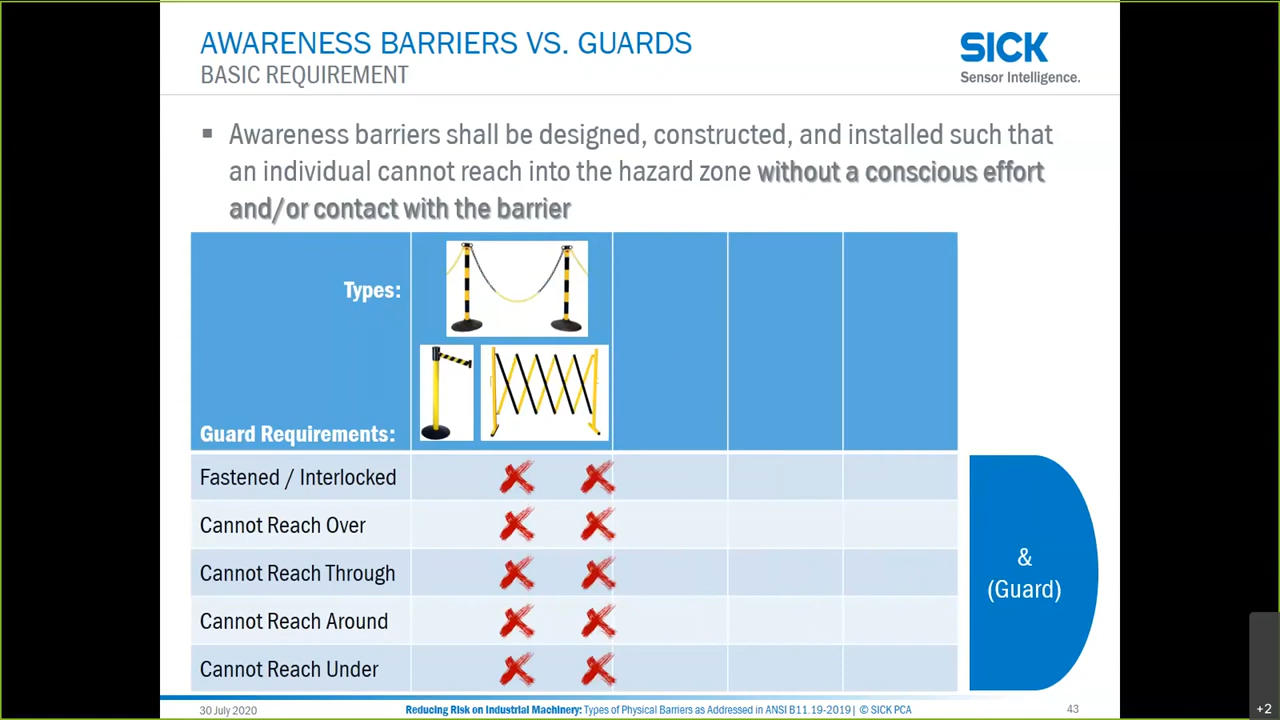 AWARENESS BARRIERS VS. GUARDS
BASIC REQUIREMENT
SICK
Sensor Intelligence.
▪ Awareness barriers shall be designed, constructed, and installed such that
an individual cannot reach into the hazard zone without a conscious effort
and/or contact with the barrier
Types:
Guard Requirements:
Fastened / Interlocked
Cannot Reach Over
Cannot Reach Through
Cannot Reach Around
Cannot Reach Under
&
(Guard)
30 July 2020
Reducing Risk on Industrial Machinery: Types of Physical Barriers as Addressed in ANSI B11.19-2019| © SICK PCA
43
+2